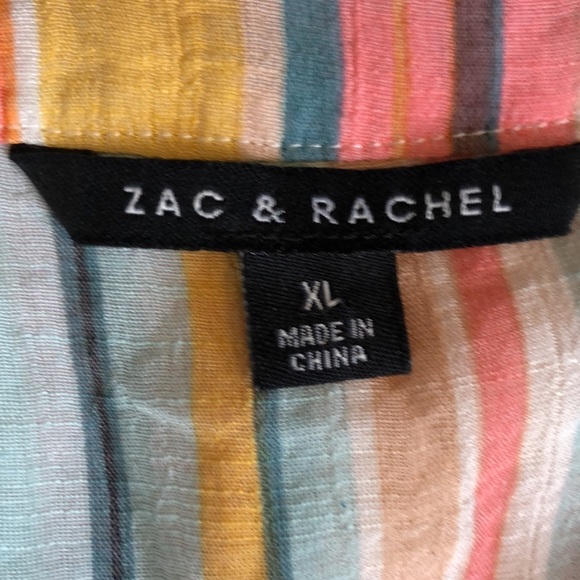 ZAC & RACHEL
XL
MADE IN
CHINA